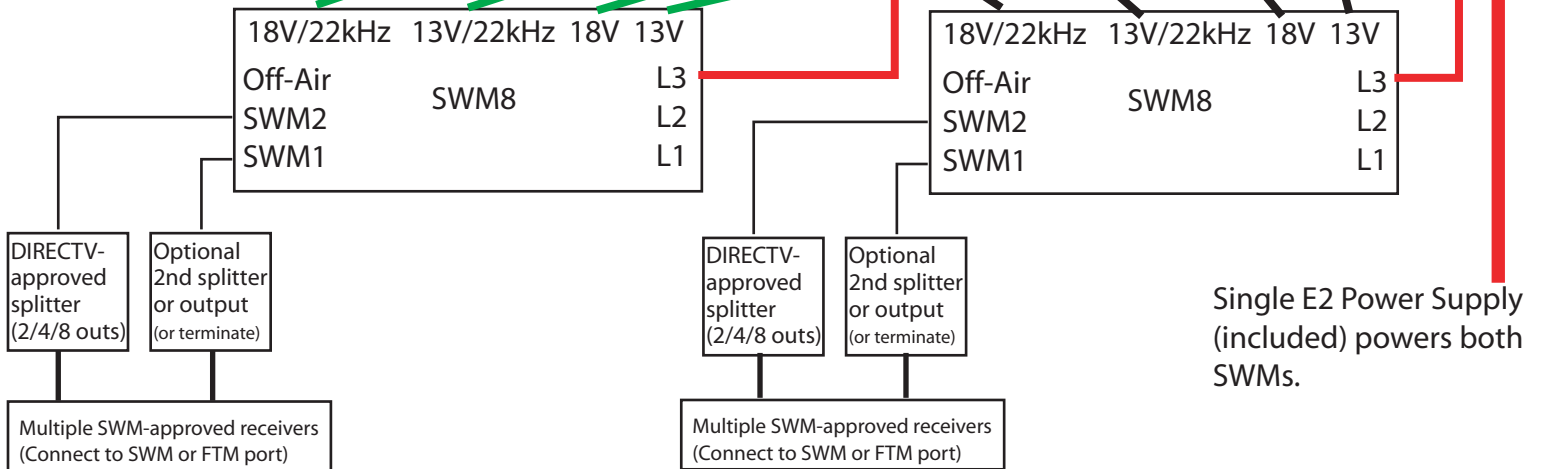 18V/22kHz 13V/22kHz 18V 13V
Off-Air
SWM2
SWM1
SWM8
L3
L2
L1
18V/22kHz 13V/22kHz 18V 13V
Off-Air
SWM2
SWM1
SWM8
L3
L2
L1
DIRECTV-
approved
splitter
(2/4/8 outs)
Optional
2nd splitter
or output
(or terminate)
DIRECTV-
approved
splitter
(2/4/8 outs)
Optional
2nd splitter
or output
(or terminate)
Single E2 Power Supply
(included) powers both
SWMs.
Multiple SWM-approved receivers
(Connect to SWM or FTM port)
Multiple SWM-approved receivers
(Connect to SWM or FTM port)